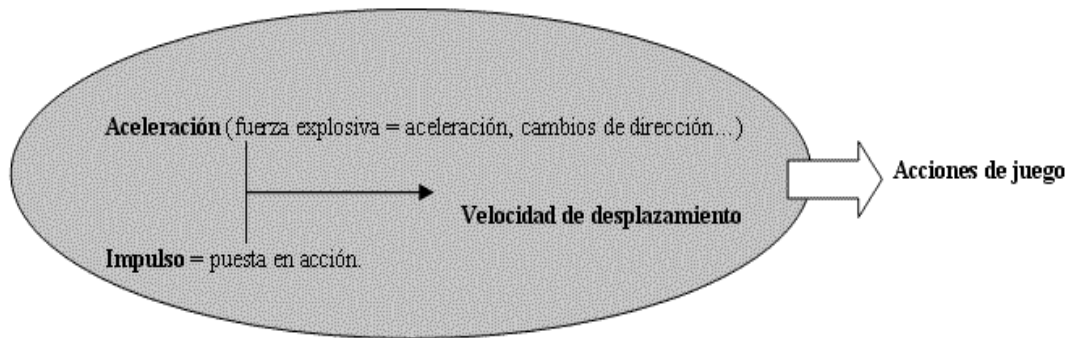 Aceleración (fuerza explosiva = aceleración, cambios de dirección...)
Acciones de juego
Velocidad de desplazamiento
Impulso = puesta en acción.